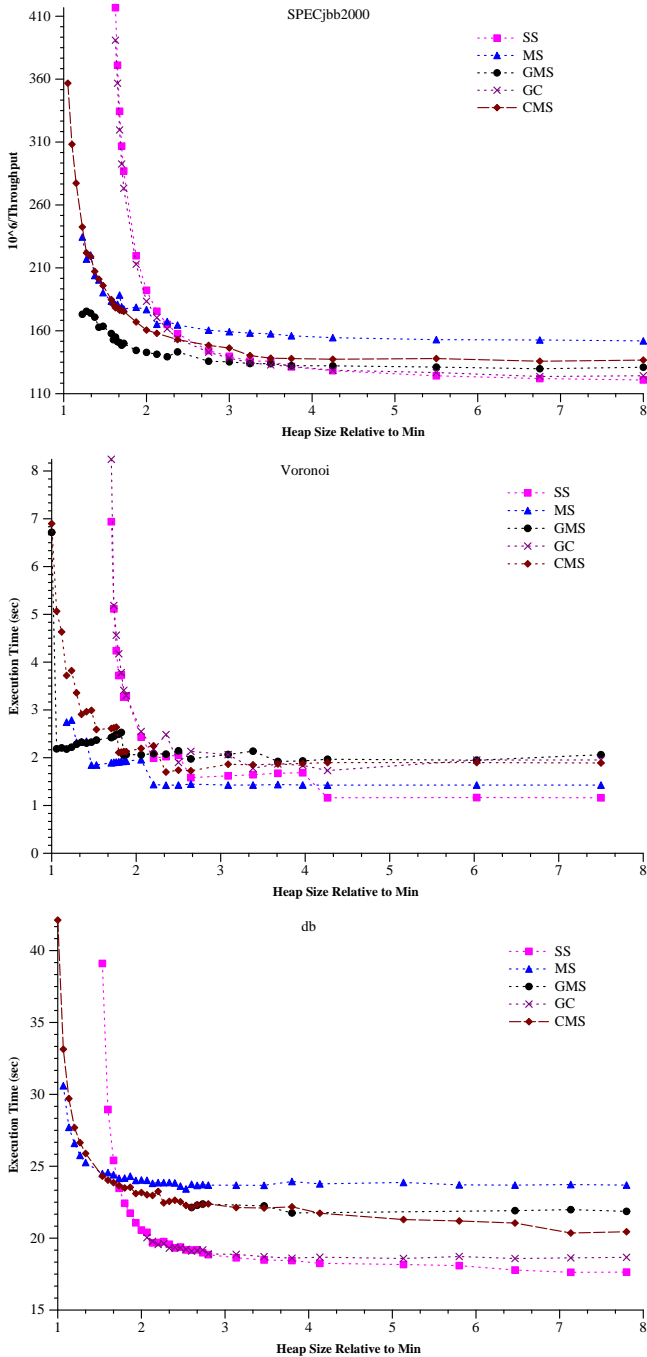 SPECjbb2000
410
360
310
260
210
160
110
10^6/Throughput
SS
MS
GMS
GC
CMS
1 2 3 4 5 6 7 8
Heap Size Relative to Min
Voronoi
8
7
6
5
4
3
2
1
0
Execution Time (sec)
SS
MS
GMS
GC
CMS
1 2 3 4 5 6 7 8
Heap Size Relative to Min
db
40
35
30
25
20
15
Execution Time (sec)
SS
MS
GMS
GC
CMS
1 2 3 4 5 6 7 8
Heap Size Relative to Min